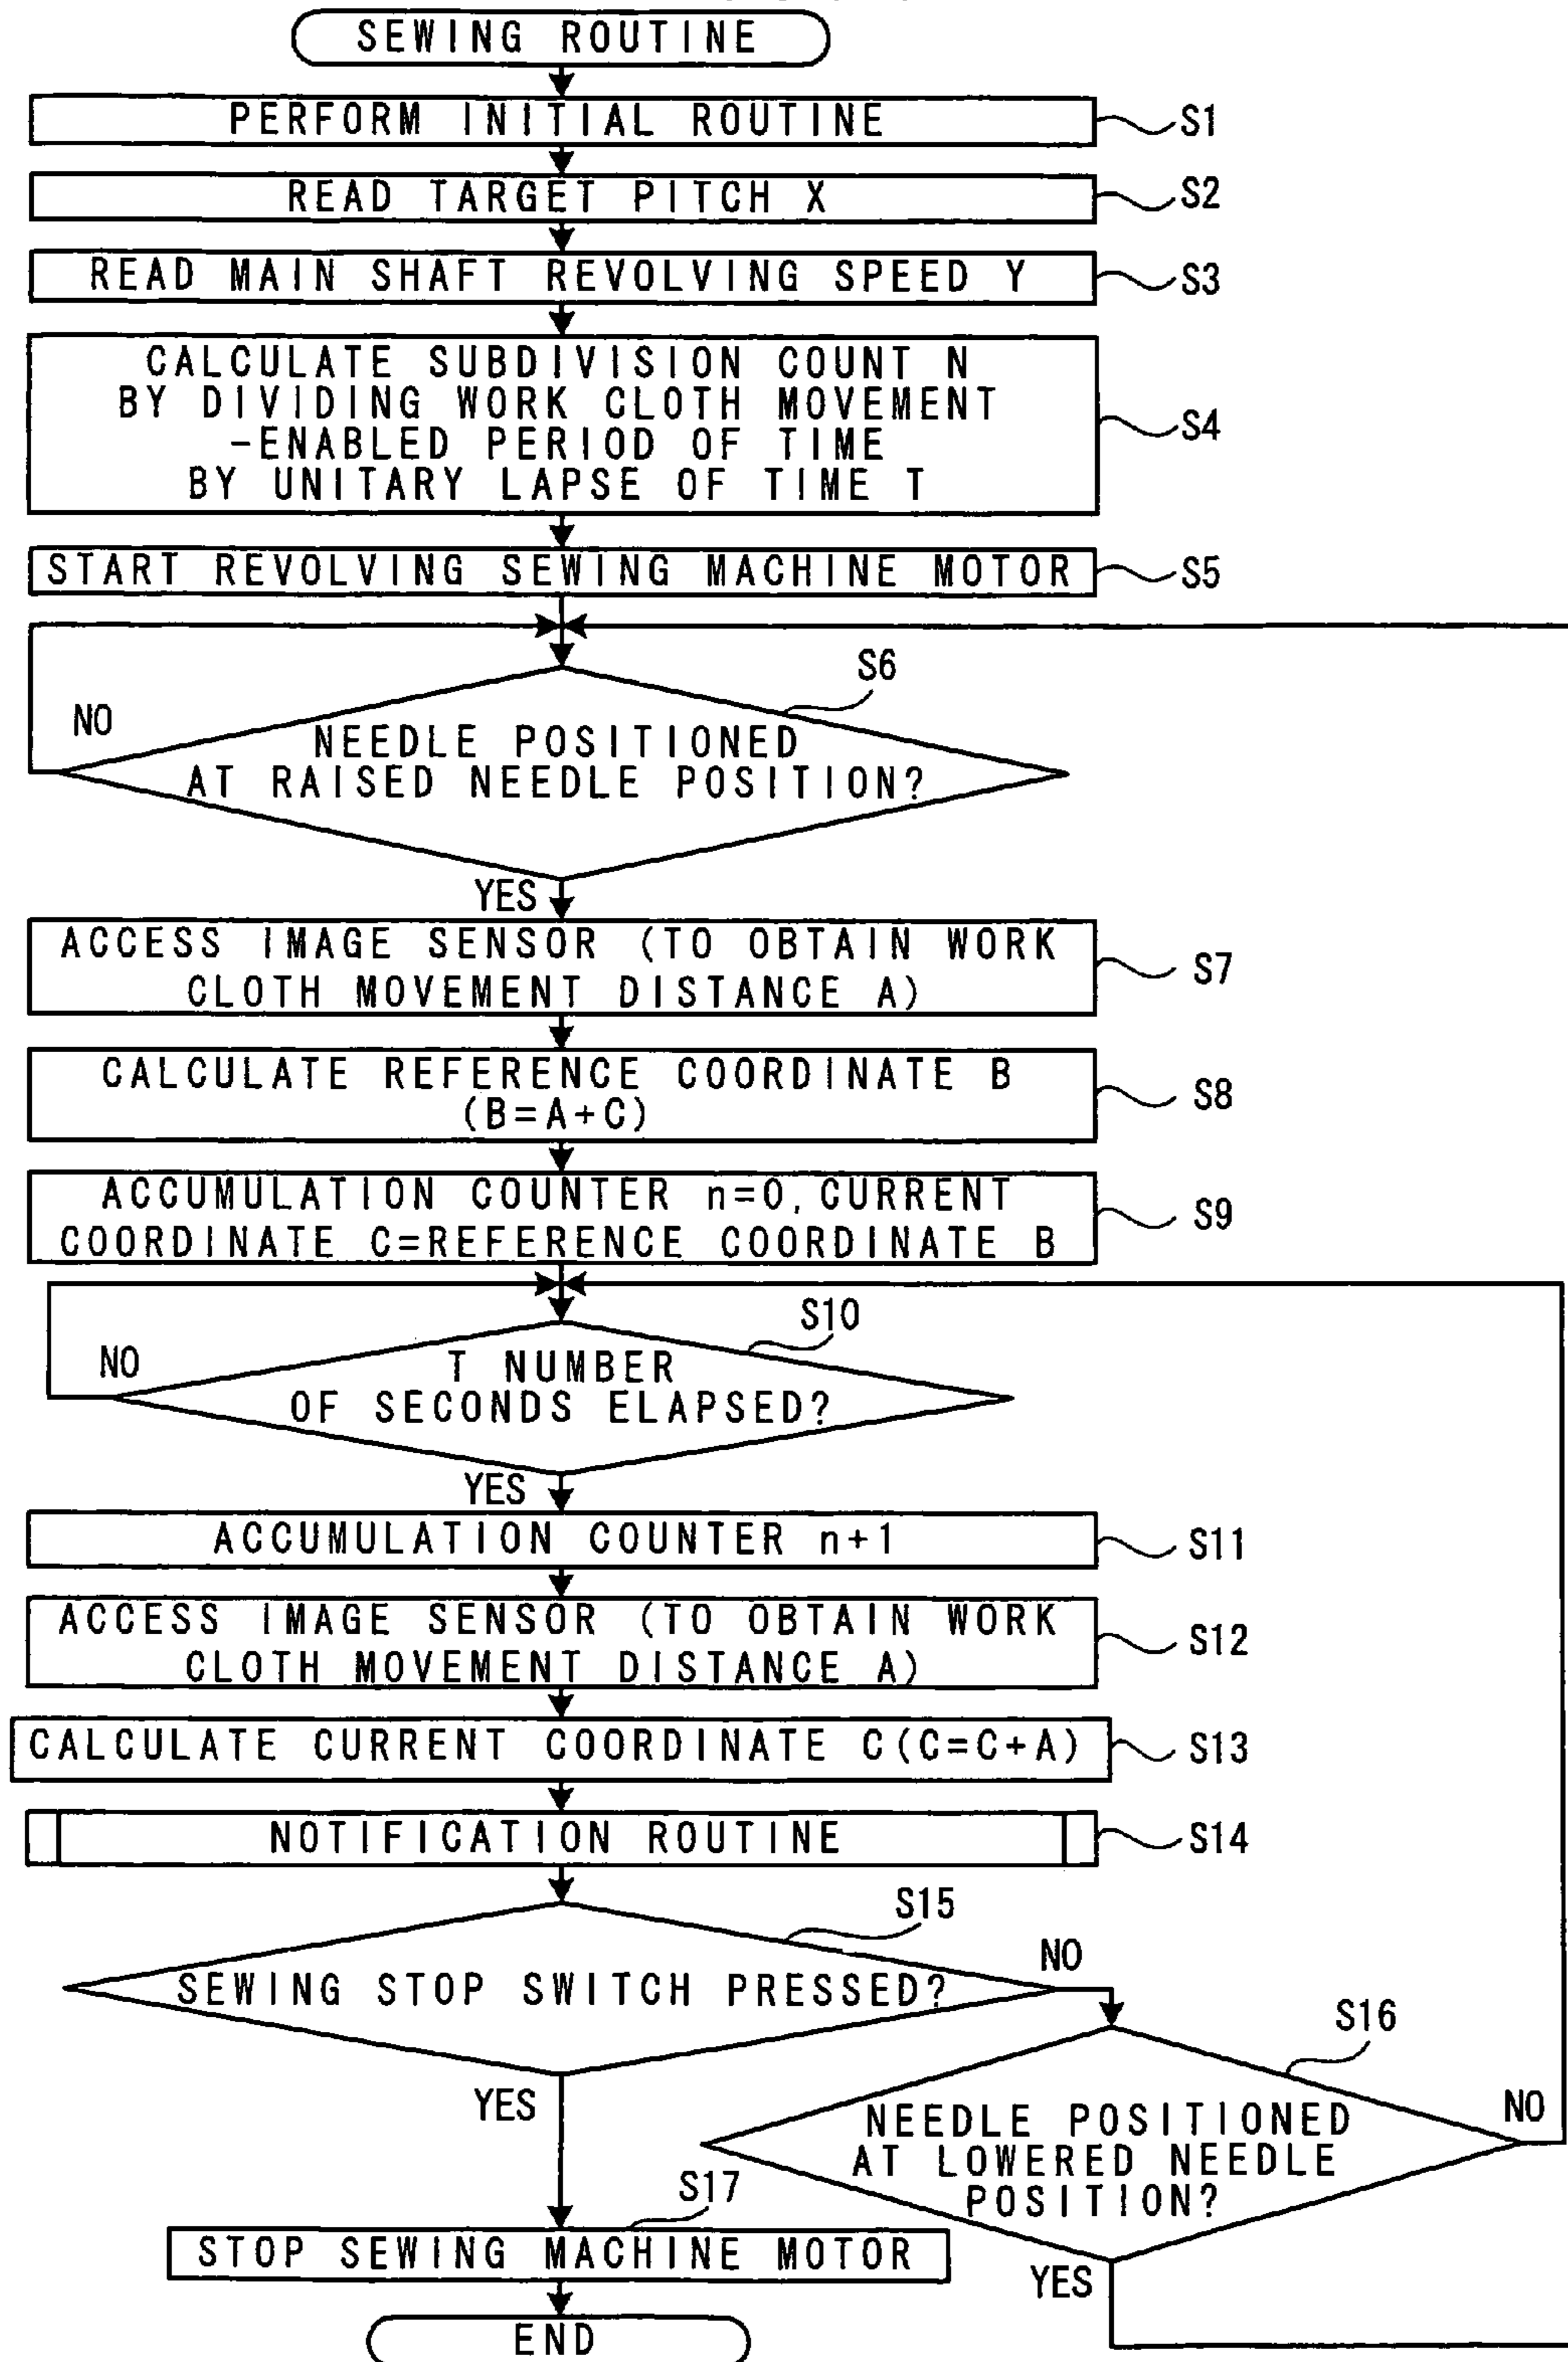 SEWING ROUTINE
PERFORM INITIAL ROUTINE
S1
READ TARGET PITCH X
S2
READ MAIN SHAFT REVOLVING SPEED Y
S3
CALCULATE SUBDIVISION COUNT N
BY DIVIDING WORK CLOTH MOVEMENT
-ENABLED PERIOD OF TIME
BY UNITARY LAPSE OF TIME T
S4
START REVOLVING SEWING MACHINE MOTOR
S5
S6
NO
NEEDLE POSITIONED
AT RAISED NEEDLE POSITION?
YES
ACCESS IMAGE SENSOR (TO OBTAIN WORK
CLOTH MOVEMENT DISTANCE A)
S7
CALCULATE REFERENCE COORDINATE B
(B=A+C)
S8
ACCUMULATION COUNTER n=0, CURRENT
COORDINATE C=REFERENCE COORDINATE B
S9
S10
NO
T NUMBER
OF SECONDS ELAPSED?
YES
ACCUMULATION COUNTER n+1
S11
ACCESS IMAGE SENSOR (TO OBTAIN WORK
CLOTH MOVEMENT DISTANCE A)
S12
CALCULATE CURRENT COORDINATE C(C=C+A)
S13
NOTIFICATION ROUTINE
S14
S15
NO
SEWING STOP SWITCH PRESSED?
S16
YES
NO
NEEDLE POSITIONED
AT LOWERED NEEDLE
POSITION?
S17
STOP SEWING MACHINE MOTOR
YES
END